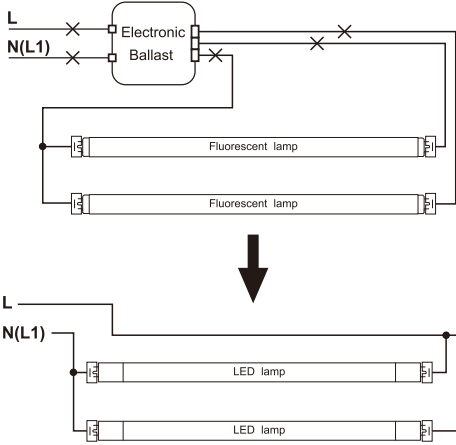 L
N(L1)
Electronic
Ballast
Fluorescent lamp
Fluorescent lamp
L
N(L1)
LED lamp
LED lamp